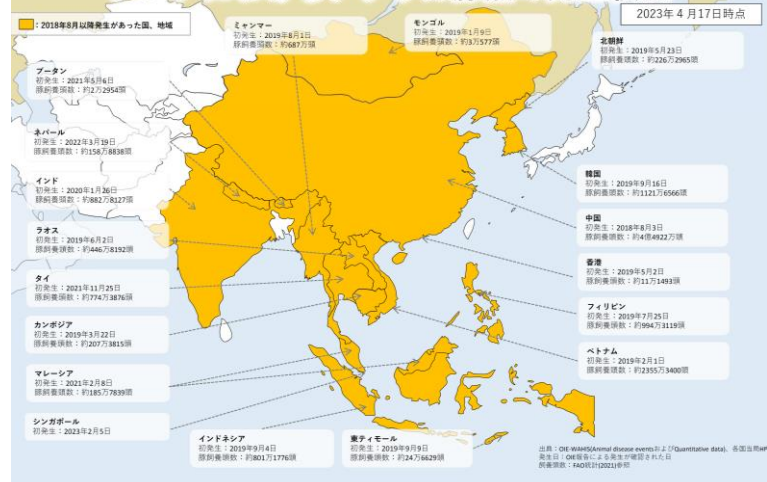 2023年4月17日時点
:2018年8月以降発生があった国、地域
ミャンマー
初発生:2019年8月1日
豚飼養頭数:約687万頭
モンゴル
初発生:2019年1月9日
豚飼養頭数:約3万577頭
北朝鮮
初発生:2019年5月23日
豚飼養頭数:約226万2965頭
ブータン
初発生:2021年5月6日
豚飼養頭数:約2万2954頭
ネパール
初発生:2022年3月19日
豚飼養頭数:約158万8838頭
インド
初発生:2020年1月26日
豚飼養頭数:約882万8127頭
ラオス
初発生:2019年6月2日
豚飼養頭数:約446万8192頭
タイ
初発生:2021年11月25日
豚飼養頭数:約774万3876頭
カンボジア
初発生:2019年3月22日
豚飼養頭数:約207万3815頭
マレーシア
初発生:2021年2月8日
豚飼養頭数:約185万7839頭
シンガポール
初発生:2023年2月5日
韓国
初発生:2019年9月16日
豚飼養頭数:約1121万6566頭
中国
初発生:2018年8月3日
豚飼養頭数:約4億4922万頭
香港
初発生:2019年5月2日
豚飼養頭数:約11万1493頭
フィリピン
初発生:2019年7月25日
豚飼養頭数:約994万3119頭
ベトナム
初発生:2019年2月1日
豚飼養頭数:約2355万3400頭
インドネシア
初発生:2019年9月4日
豚飼養頭数:約801万1776頭
東ティモール
初発生:2019年9月9日
豚飼養頭数:約24万6629頭
出典:OIE-WAHIS(Animal disease eventsおよびQuantitative data)、各国当局HP
発生日:OIE報告による発生が確認された日
飼養頭数:FAO統計(2021)参照